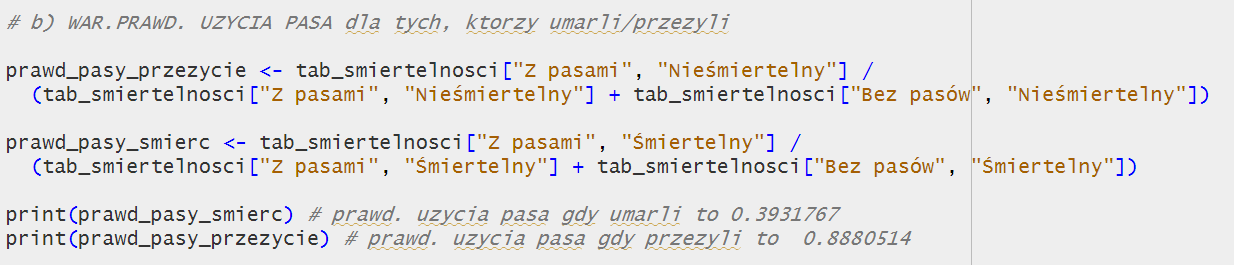 # b) WAR.PRAWD. UZYCIA PASA dla tych, ktorzy umarli/przezyli
prawd_pasy_przezycie <- tab_smiertelnosci["Z pasami", "Nieśmiertelny"] /
(tab_smiertelnosci["Z pasami", "Nieśmiertelny"] + tab_smiertelnosci["Bez pasów", "Nieśmiertelny"])
prawd_pasy_smierc <- tab_smiertelnosci["Z pasami", "Śmiertelny"] /
(tab_smiertelnosci["Z pasami", "Śmiertelny"] + tab_smiertelnosci["Bez pasów", "Śmiertelny"])
print(prawd_pasy_smierc) # prawd. uzycia pasa gdy umarli to 0.3931767
print(prawd_pasy_przezycie) # prawd. uzycia pasa gdy przezyli to  0.8880514